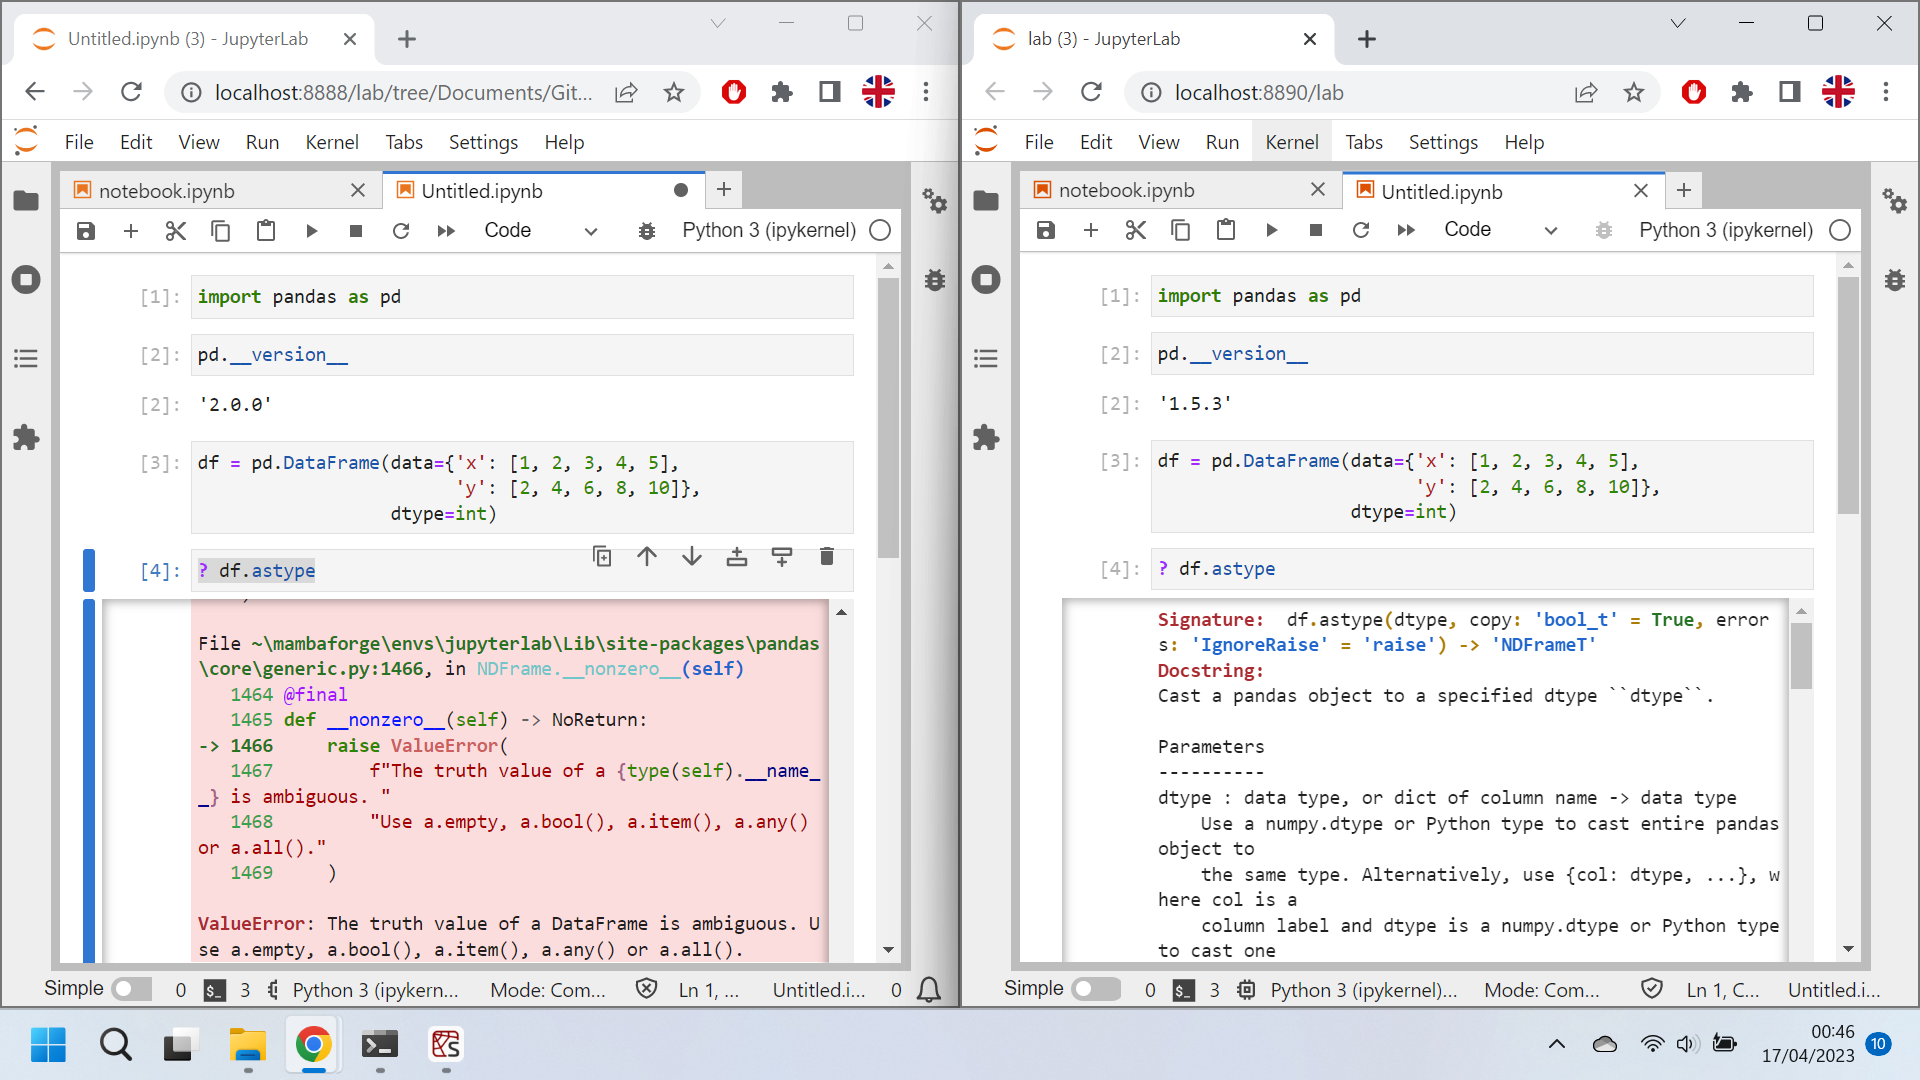 Untitled.ipynb (3) - JupyterLab
localhost:8888/lab/tree/Documents/Git...
File Edit View Run Kernel Tabs Settings Help
notebook.ipynb
Untitled.ipynb
Code
Python 3 (ipykernel)
[1]: import pandas as pd
[2]: pd.__version__
[2]: '2.0.0'
[3]: df = pd.DataFrame(data={'x': [1, 2, 3, 4, 5],
'y': [2, 4, 6, 8, 10]},
dtype=int)
[4]: ? df.astype
File ~\mambaforge\envs\jupyterlab\Lib\site-packages\pandas
\core\generic.py:1466, in NDFrame.__nonzero__(self)
1464 @final
1465 def __nonzero__(self) -> NoReturn:
-> 1466     raise ValueError(
1467         f"The truth value of a {type(self).__name_
_} is ambiguous. "
1468         "Use a.empty, a.bool(), a.item(), a.any()
or a.all()."
1469     )
ValueError: The truth value of a DataFrame is ambiguous. U
se a.empty, a.bool(), a.item(), a.any() or a.all().
Simple 0 $_ 3 Python 3 (ipykern... Mode: Com... Ln 1, ... Untitled.i... 0
lab (3) - JupyterLab
localhost:8890/lab
File Edit View Run Kernel Tabs Settings Help
notebook.ipynb
Untitled.ipynb
Code
Python 3 (ipykernel)
[1]: import pandas as pd
[2]: pd.__version__
[2]: '1.5.3'
[3]: df = pd.DataFrame(data={'x': [1, 2, 3, 4, 5],
'y': [2, 4, 6, 8, 10]},
dtype=int)
[4]: ? df.astype
Signature:  df.astype(dtype, copy: 'bool_t' = True, error
s: 'IgnoreRaise' = 'raise') -> 'NDFrameT'
Docstring:
Cast a pandas object to a specified dtype ``dtype``.
Parameters
----------
dtype : data type, or dict of column name -> data type
Use a numpy.dtype or Python type to cast entire pandas
object to
the same type. Alternatively, use {col: dtype, ...}, w
here col is a
column label and dtype is a numpy.dtype or Python type
to cast one
Simple 0 $_ 3 Python 3 (ipykernel)... Mode: Com... Ln 1, C... Untitled.i...
00:46
17/04/2023
10